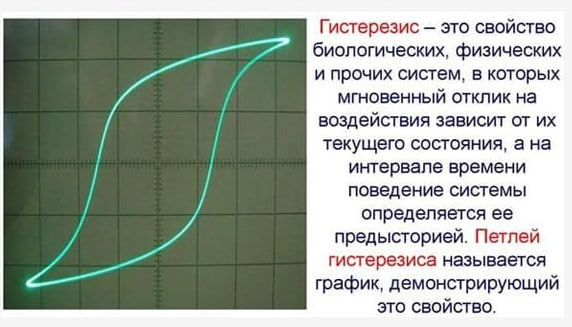 Гистерезис – это свойство
биологических, физических
и прочих систем, в которых
мгновенный отклик на
воздействия зависит от их
текущего состояния, а на
интервале времени
поведение системы
определяется ее
предысторией. Петлей
гистерезиса называется
график, демонстрирующий
это свойство.